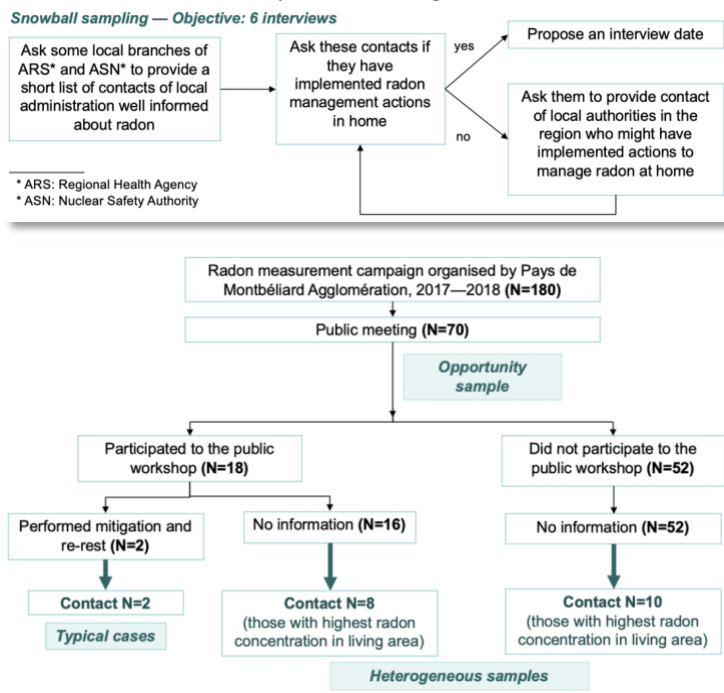 Snowball sampling — Objective: 6 interviews
Ask some local branches of
ARS* and ASN* to provide a
short list of contacts of local
administration well informed
about radon
Ask these contacts if
they have
implemented radon
management actions
in home
yes
no
Propose an interview date
Ask them to provide contact
of local authorities in the
region who might have
implemented actions to
manage radon at home
* ARS: Regional Health Agency
* ASN: Nuclear Safety Authority
Radon measurement campaign organised by Pays de
Montbéliard Agglomération, 2017—2018 (N=180)
Public meeting (N=70)
Opportunity
sample
Participated to the public
workshop (N=18)
Did not participate to the
public workshop (N=52)
Performed mitigation and
re-rest (N=2)
No information (N=16)
No information (N=52)
Contact N=2
Typical cases
Contact N=8
(those with highest radon
concentration in living area)
Contact N=10
(those with highest radon
concentration in living area)
Heterogeneous samples